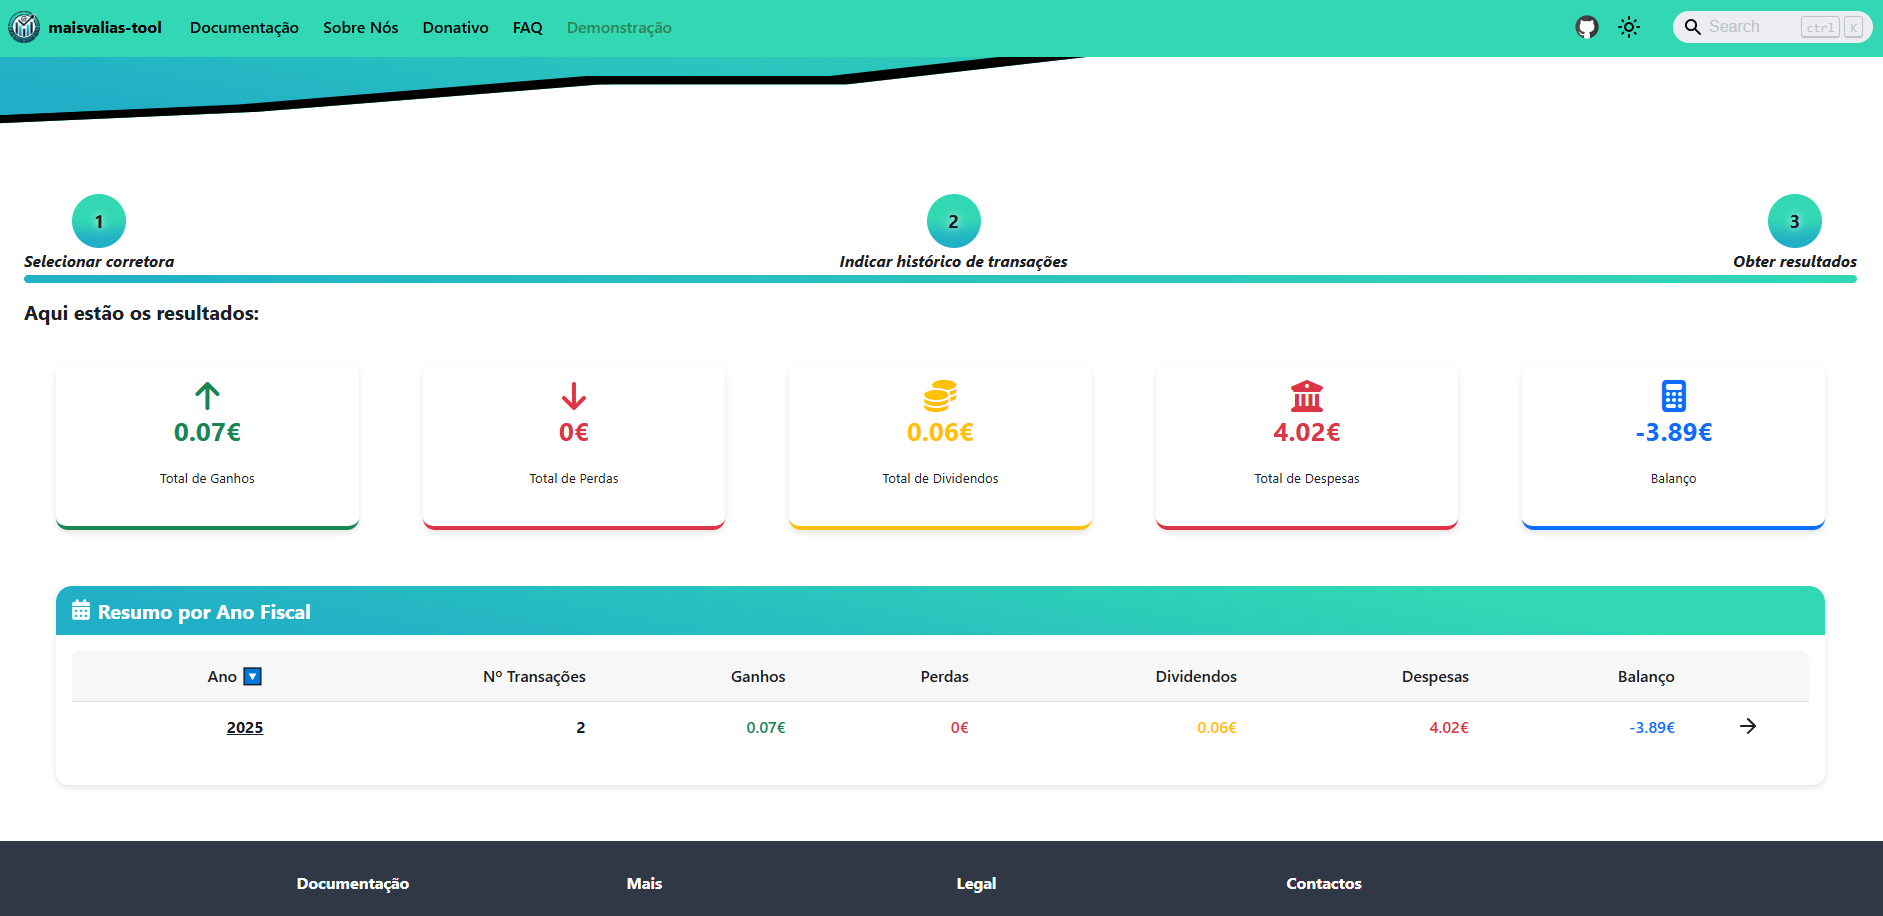 maisvalias-tool Documentação Sobre Nós Donativo FAQ Demonstração Search ctrl K
1 2 3
Selecionar corretora Indicar histórico de transações Obter resultados
Aqui estão os resultados:
0.07€ 0€ 0.06€ 4.02€ -3.89€
Total de Ganhos Total de Perdas Total de Dividendos Total de Despesas Balanço
Resumo por Ano Fiscal
Ano Nº Transações Ganhos Perdas Dividendos Despesas Balanço
2025 2 0.07€ 0€ 0.06€ 4.02€ -3.89€
Documentação Mais Legal Contactos